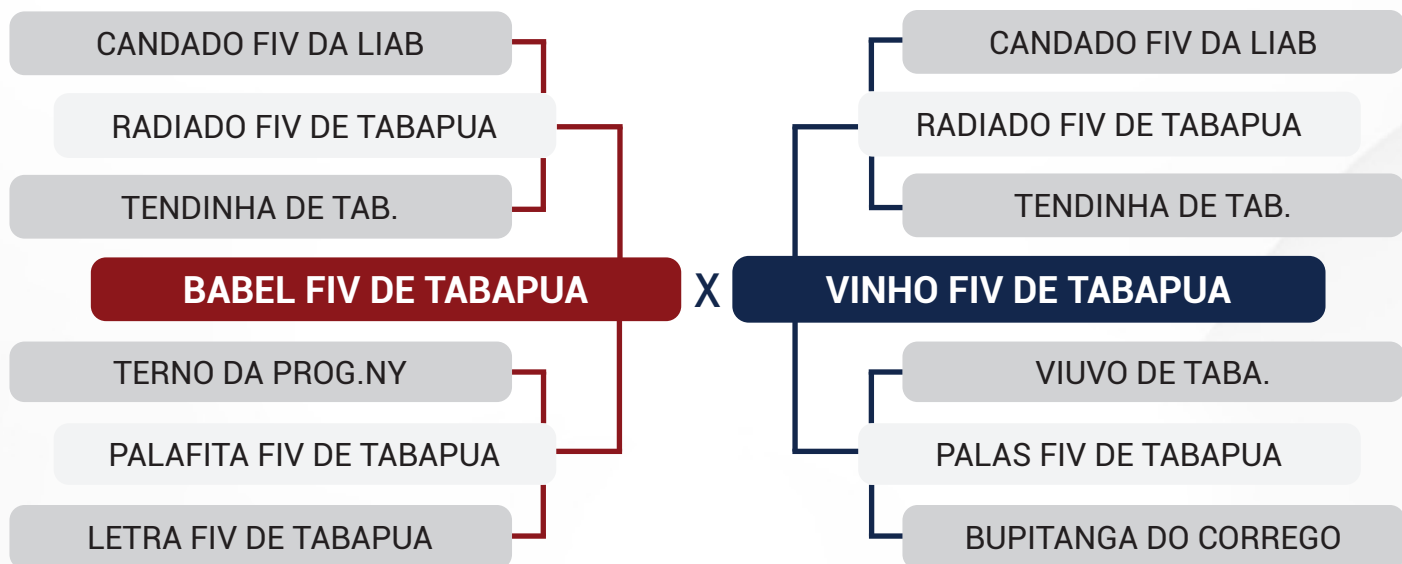 CANDADO FIV DA LIAB
CANDADO FIV DA LIAB
RADIADO FIV DE TABAPUA
RADIADO FIV DE TABAPUA
TENDINHA DE TAB.
TENDINHA DE TAB.
BABEL FIV DE TABAPUA X VINHO FIV DE TABAPUA
TERNO DA PROG.NY
VIUVO DE TABA.
PALAFITA FIV DE TABAPUA
PALAS FIV DE TABAPUA
LETRA FIV DE TABAPUA
BUPITANGA DO CORREGO